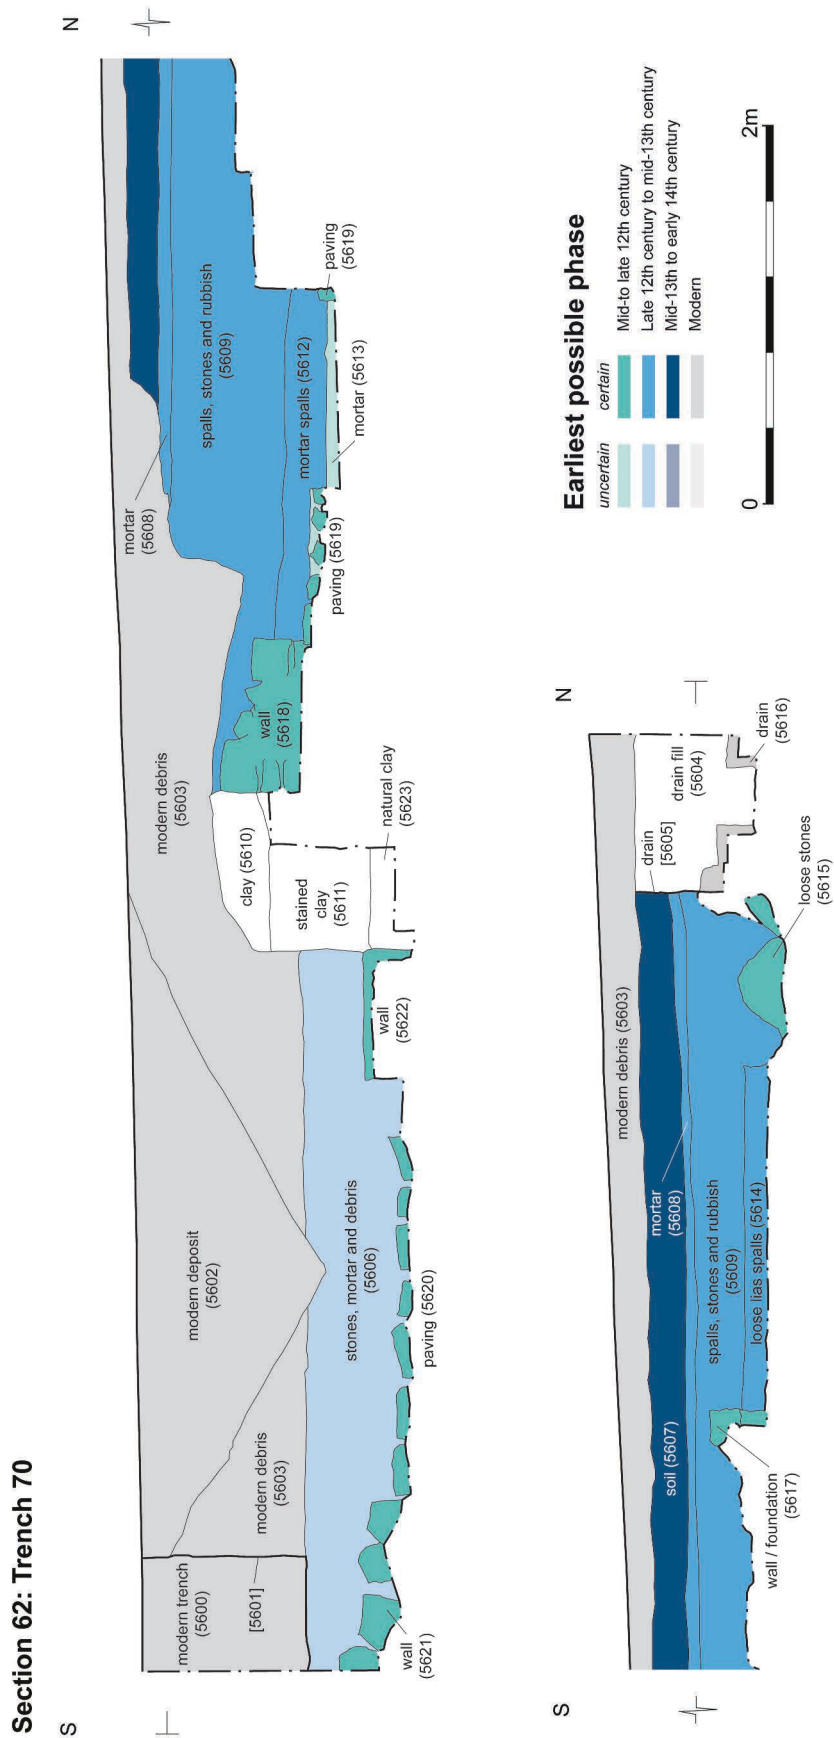 Section 62: Trench 70
S
N
modern trench
(5600)
[5601]
modern debris
(5603)
modern deposit
(5602)
modern debris
(5603)
mortar
(5608)
spalls, stones and rubbish
(5609)
mortar spalls (5612)
paving
(5619)
mortar (5613)
paving (5619)
wall
(5618)
clay (5610)
stained
clay
(5611)
natural clay
(5623)
wall
(5622)
stones, mortar and debris
(5606)
paving (5620)
wall
(5621)
S
N
modern debris (5603)
soil (5607)
mortar
(5608)
spalls, stones and rubbish
(5609)
loose lias spalls (5614)
wall / foundation
(5617)
drain
[5605]
drain fill
(5604)
drain
(5616)
loose stones
(5615)
Earliest possible phase
uncertain certain
Mid-to late 12th century
Late 12th century to mid-13th century
Mid-13th to early 14th century
Modern
0 2m